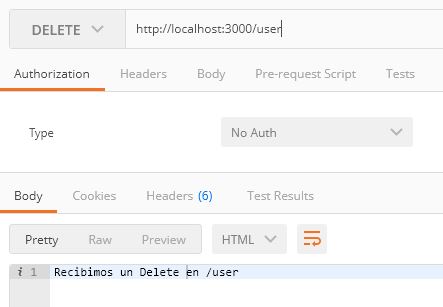 DELETE http://localhost:3000/user
Authorization Headers Body Pre-request Script Tests
Type No Auth
Body Cookies Headers (6) Test Results
Pretty Raw Preview HTML
i 1 Recibimos un Delete en /user